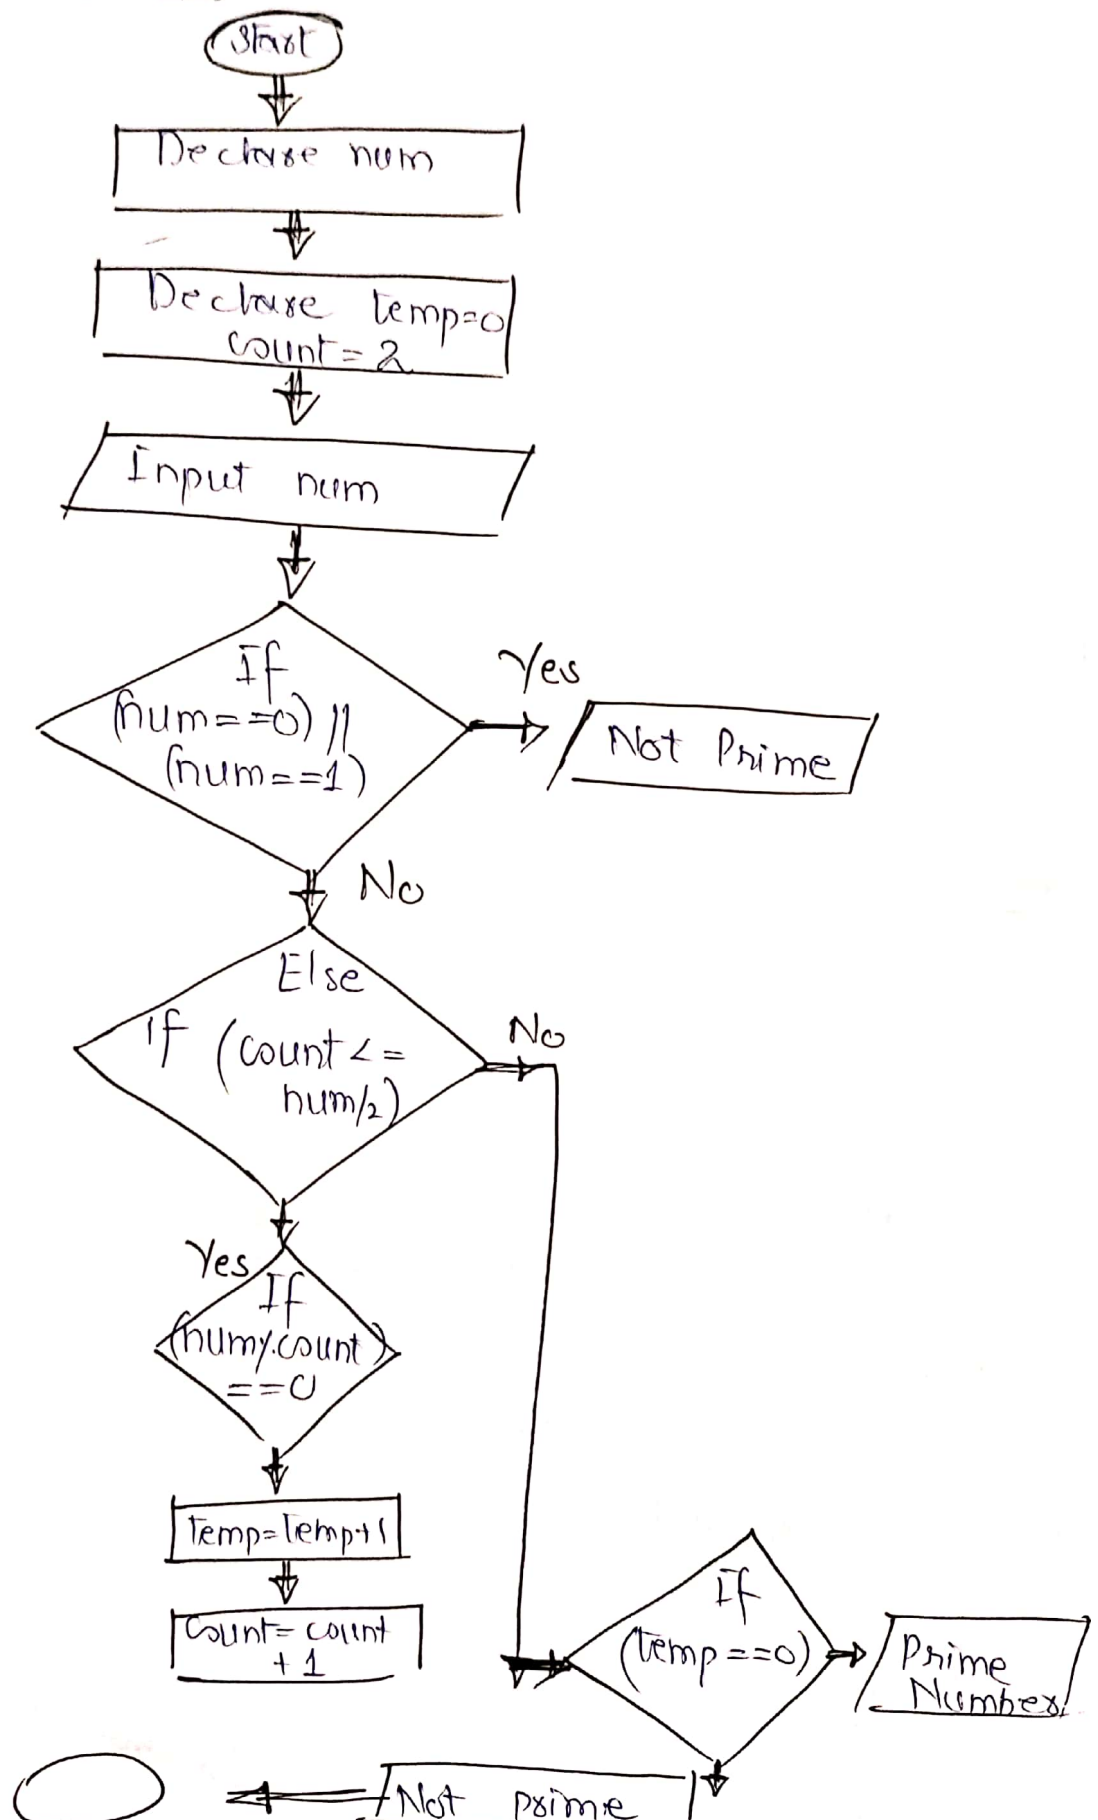 Start
Declare num
Declare temp=0
count=2
Input num
If
(num==0) ||
(num==1)
Yes
Not Prime
No
Else
if (count <=
num/2)
No
Yes
If
(num%count)
==0
Temp=Temp+1
Count=count
+1
If
(temp==0)
Prime
Number
Not prime